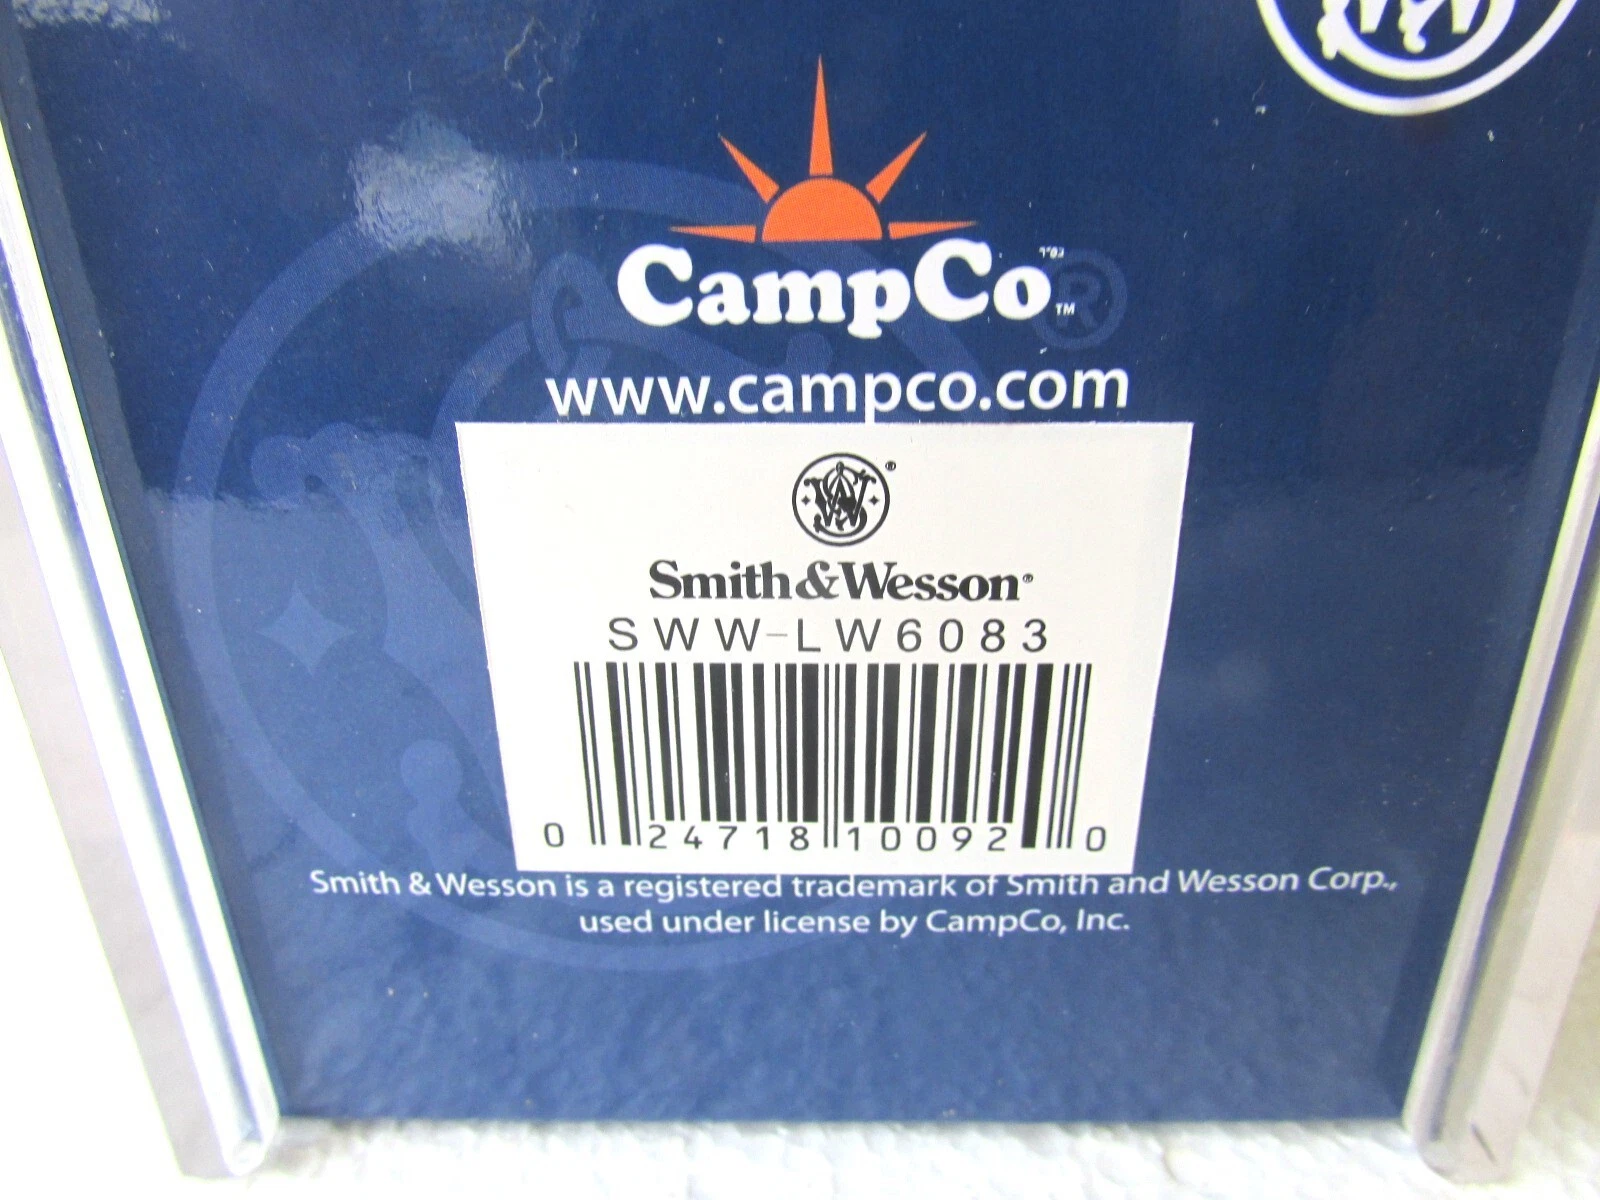 CampCo™
www.campco.com
Smith & Wesson®
SWW-LW6083
0 24718 10092 0
Smith & Wesson is a registered trademark of Smith and Wesson Corp.,
used under license by CampCo, Inc.